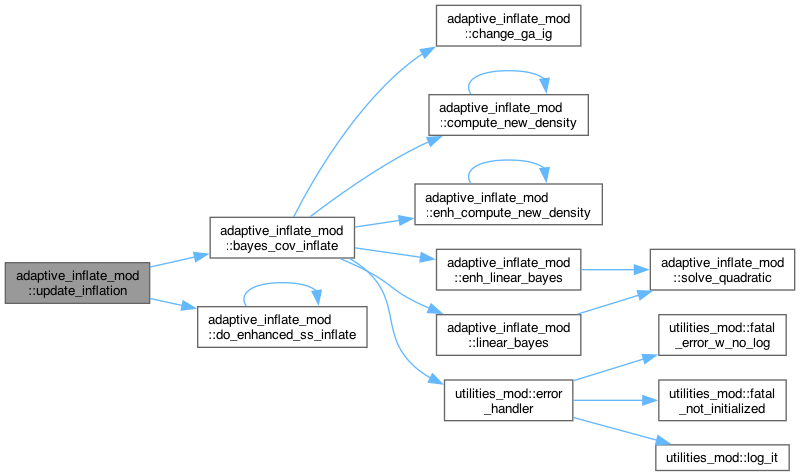 adaptive_inflate_mod
::update_inflation
adaptive_inflate_mod
::bayes_cov_inflate
adaptive_inflate_mod
::do_enhanced_ss_inflate
adaptive_inflate_mod
::change_ga_ig
adaptive_inflate_mod
::compute_new_density
adaptive_inflate_mod
::enh_compute_new_density
adaptive_inflate_mod
::enh_linear_bayes
adaptive_inflate_mod
::linear_bayes
utilities_mod::error
_handler
adaptive_inflate_mod
::solve_quadratic
utilities_mod::fatal
_error_w_no_log
utilities_mod::fatal
_not_initialized
utilities_mod::log_it